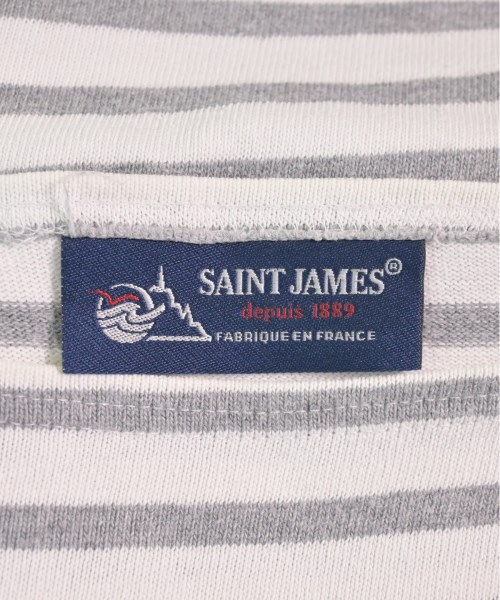 SAINT JAMES®
depuis 1889
FABRIQUE EN FRANCE